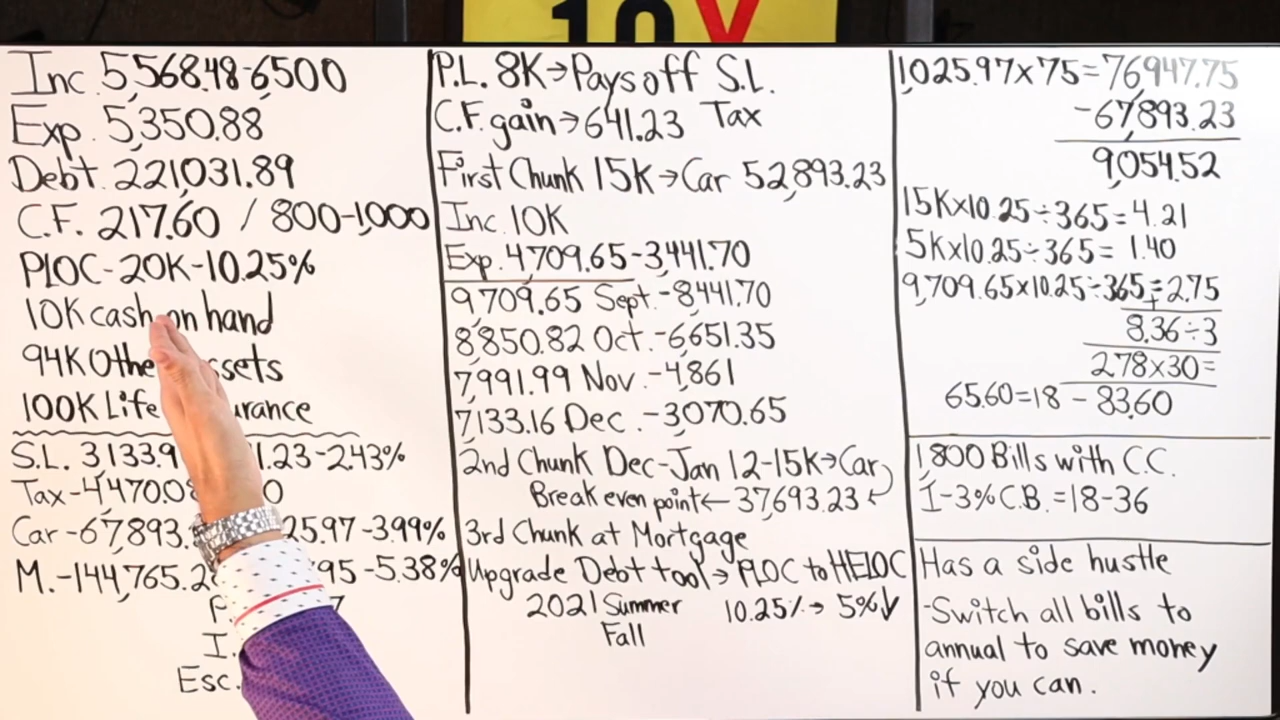 10X
Inc 5,568.48-6,500
Exp. 5,350.88
Debt. 221,031.89
C.F. 217.60 / 800-1,000
PLOC-20K-10.25%
10K cash on hand
94K Other Assets
100K Life
S.L. 3,133.9 1.23-2.43%
Tax-4,470.08 0
Car-67,893. 25.97-3.99%
M.-144,765.2 95-5.38%
I.
Esc.
P.L. 8K→Pays off S.L.
C.F. gain→641.23 Tax
First Chunk 15K→Car 52,893.23
Inc. 10K
Exp. 4,709.65-3,441.70
9,709.65 Sept.-8,441.70
8,850.82 Oct.-6,651.35
7,991.99 Nov.-4,861
7,133.16 Dec.-3,070.65
2nd Chunk Dec-Jan 12-15K→Car
Break even point← 37,693.23
3rd Chunk at Mortgage
Upgrade Debt tool→PLOC to HELOC
2021 Summer 10.25%→5%↓
Fall
1,025.97×75=76,947.75
-67,893.23
9,054.52
15K×10.25÷365=4.21
5K×10.25÷365= 1.40
9,709.65×10.25÷365=2.75
+
8.36÷3
2.78×30=
65.60=18-83.60
1,800 Bills with C.C.
1-3% C.B.=18-36
Has a side hustle
-Switch all bills to
annual to save money
if you can.